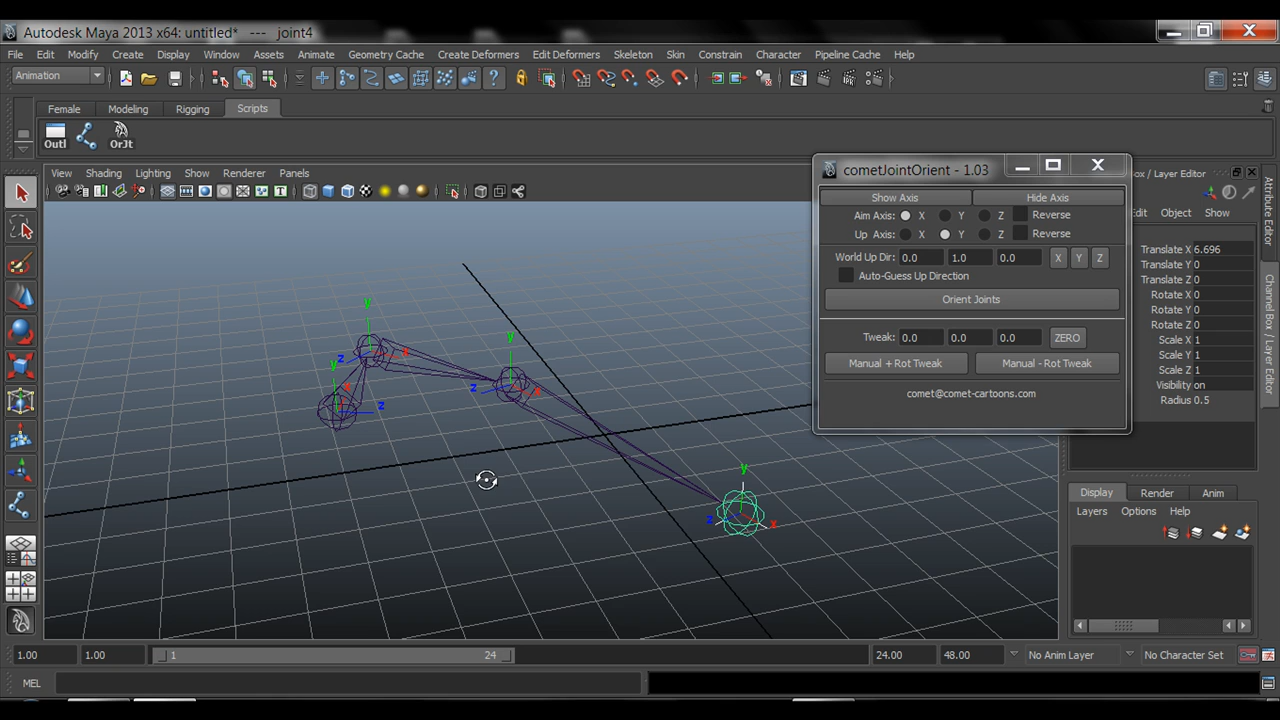 Autodesk Maya 2013 x64: untitled* --- joint4
File Edit Modify Create Display Window Assets Animate Geometry Cache Create Deformers Edit Deformers Skeleton Skin Constrain Character Pipeline Cache Help
Animation
Female Modeling Rigging Scripts
Outl OrJt
View Shading Lighting Show Renderer Panels
cometJointOrient - 1.03
Show Axis Hide Axis
Aim Axis: X Y Z Reverse
Up Axis: X Y Z Reverse
World Up Dir: 0.0 1.0 0.0 X Y Z
Auto-Guess Up Direction
Orient Joints
Tweak: 0.0 0.0 0.0 ZERO
Manual + Rot Tweak Manual - Rot Tweak
comet@comet-cartoons.com
Box / Layer Editor
Edit Object Show
Translate X 6.696
Translate Y 0
Translate Z 0
Rotate X 0
Rotate Y 0
Rotate Z 0
Scale X 1
Scale Y 1
Scale Z 1
Visibility on
Radius 0.5
Attribute Editor
Channel Box / Layer Editor
y
z x
y
x
z
y
z x
y
z x
Display Render Anim
Layers Options Help
1.00 1.00 1 24 24.00 48.00 No Anim Layer No Character Set
MEL